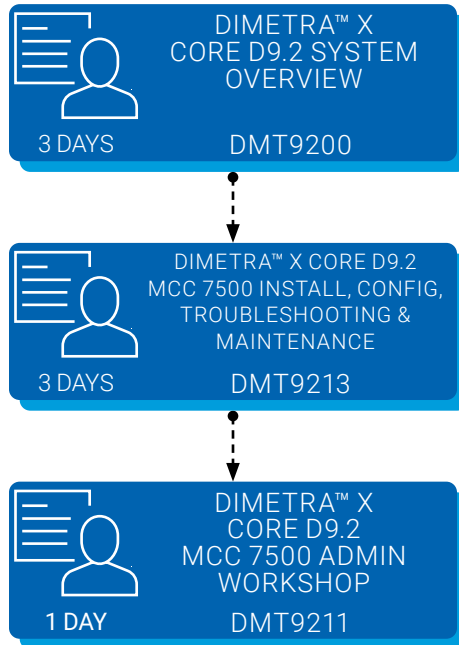 DIMETRA™ X
CORE D9.2 SYSTEM
OVERVIEW
3 DAYS
DMT9200
DIMETRA™ X CORE D9.2
MCC 7500 INSTALL, CONFIG,
TROUBLESHOOTING &
MAINTENANCE
3 DAYS
DMT9213
DIMETRA™ X
CORE D9.2
MCC 7500 ADMIN
WORKSHOP
1 DAY
DMT9211